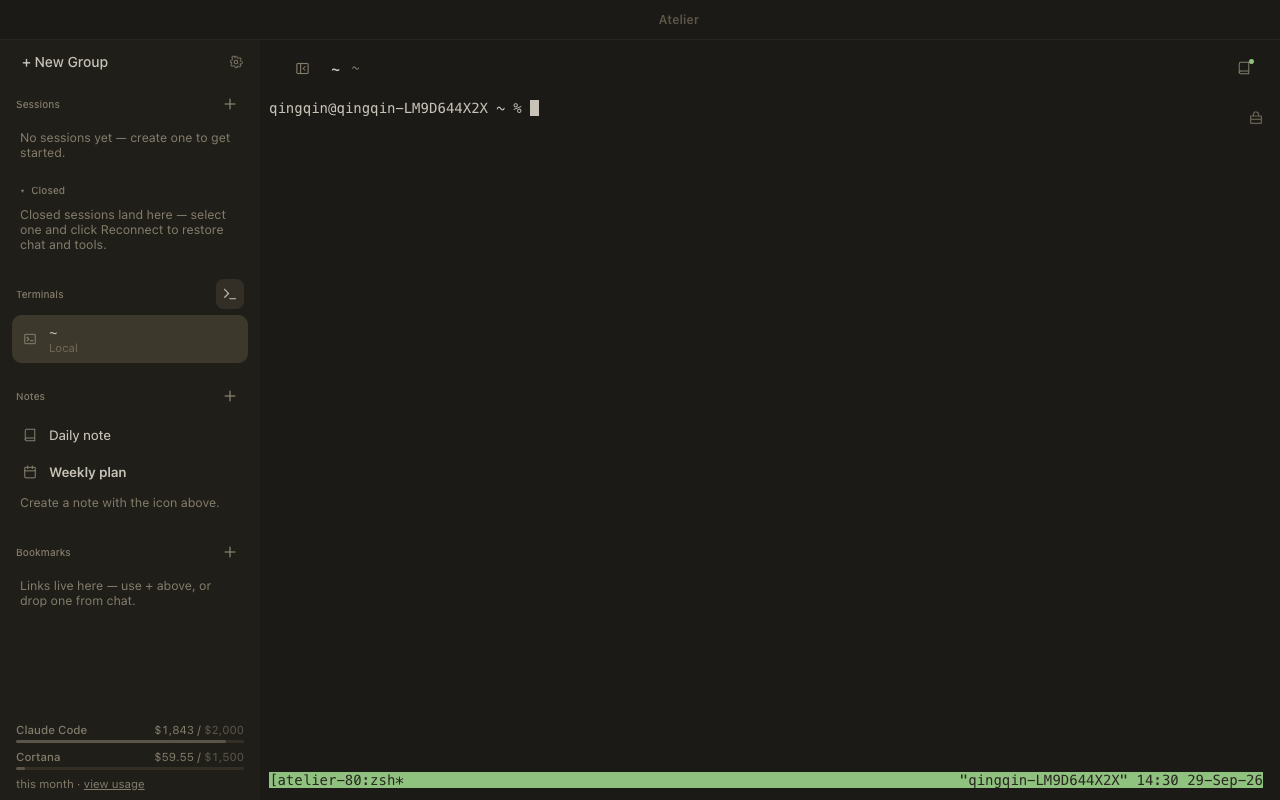 Atelier
+ New Group
Sessions
No sessions yet — create one to get
started.
Closed
Closed sessions land here — select
one and click Reconnect to restore
chat and tools.
Terminals
~
Local
Notes
Daily note
Weekly plan
Create a note with the icon above.
Bookmarks
Links live here — use + above, or
drop one from chat.
Claude Code $1,843 / $2,000
Cortana $59.55 / $1,500
this month · view usage
~ ~
qingqin@qingqin-LM9D644X2X ~ %
[atelier-80:zsh* "qingqin-LM9D644X2X" 14:30 29-Sep-26